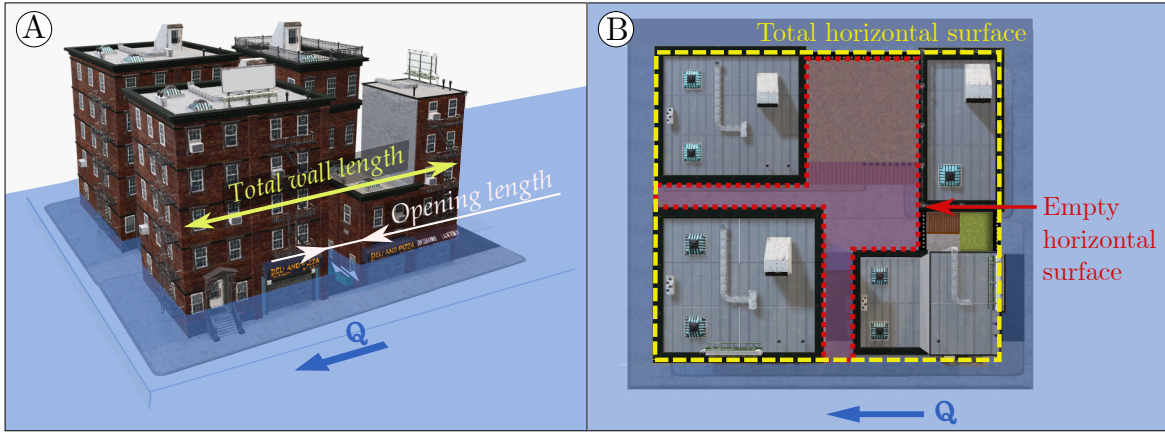 A
Total wall length
Opening length
DELI AND PIZZA
DELI AND PIZZA
Q
B
Total horizontal surface
Empty
horizontal
surface
Q